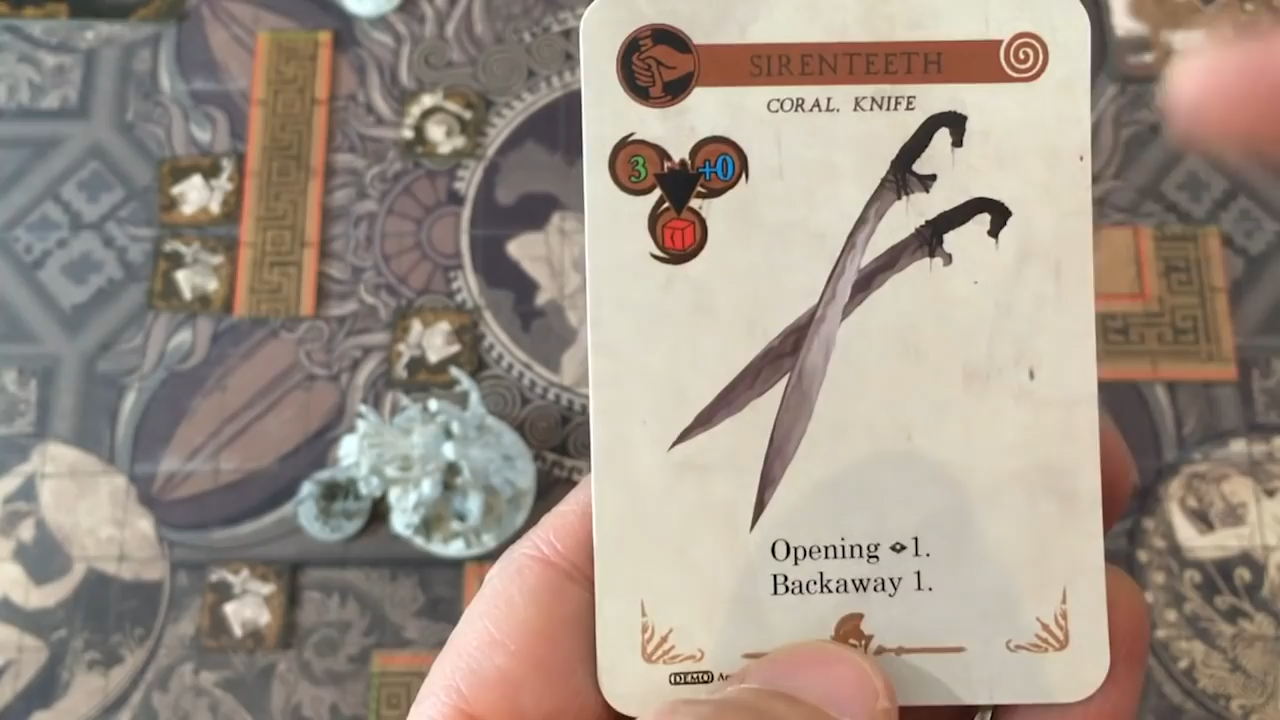 SIRENTEETH
CORAL. KNIFE
3 +0
Opening 1.
Backaway 1.
DEMO